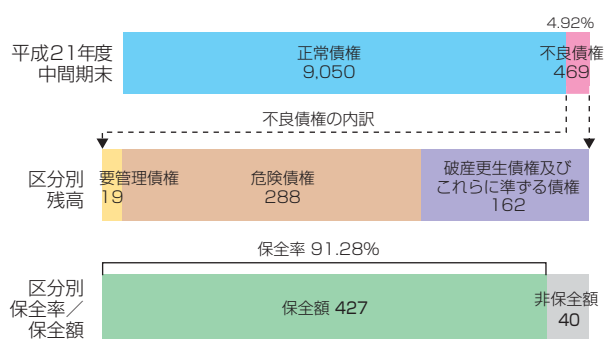 4.92%
平成21年度
中間期末
正常債権
9,050
不良債権
469
不良債権の内訳
区分別
残高
要管理債権
19
危険債権
288
破産更生債権及び
これらに準ずる債権
162
保全率 91.28%
区分別
保全率／
保全額
保全額 427
非保全額
40